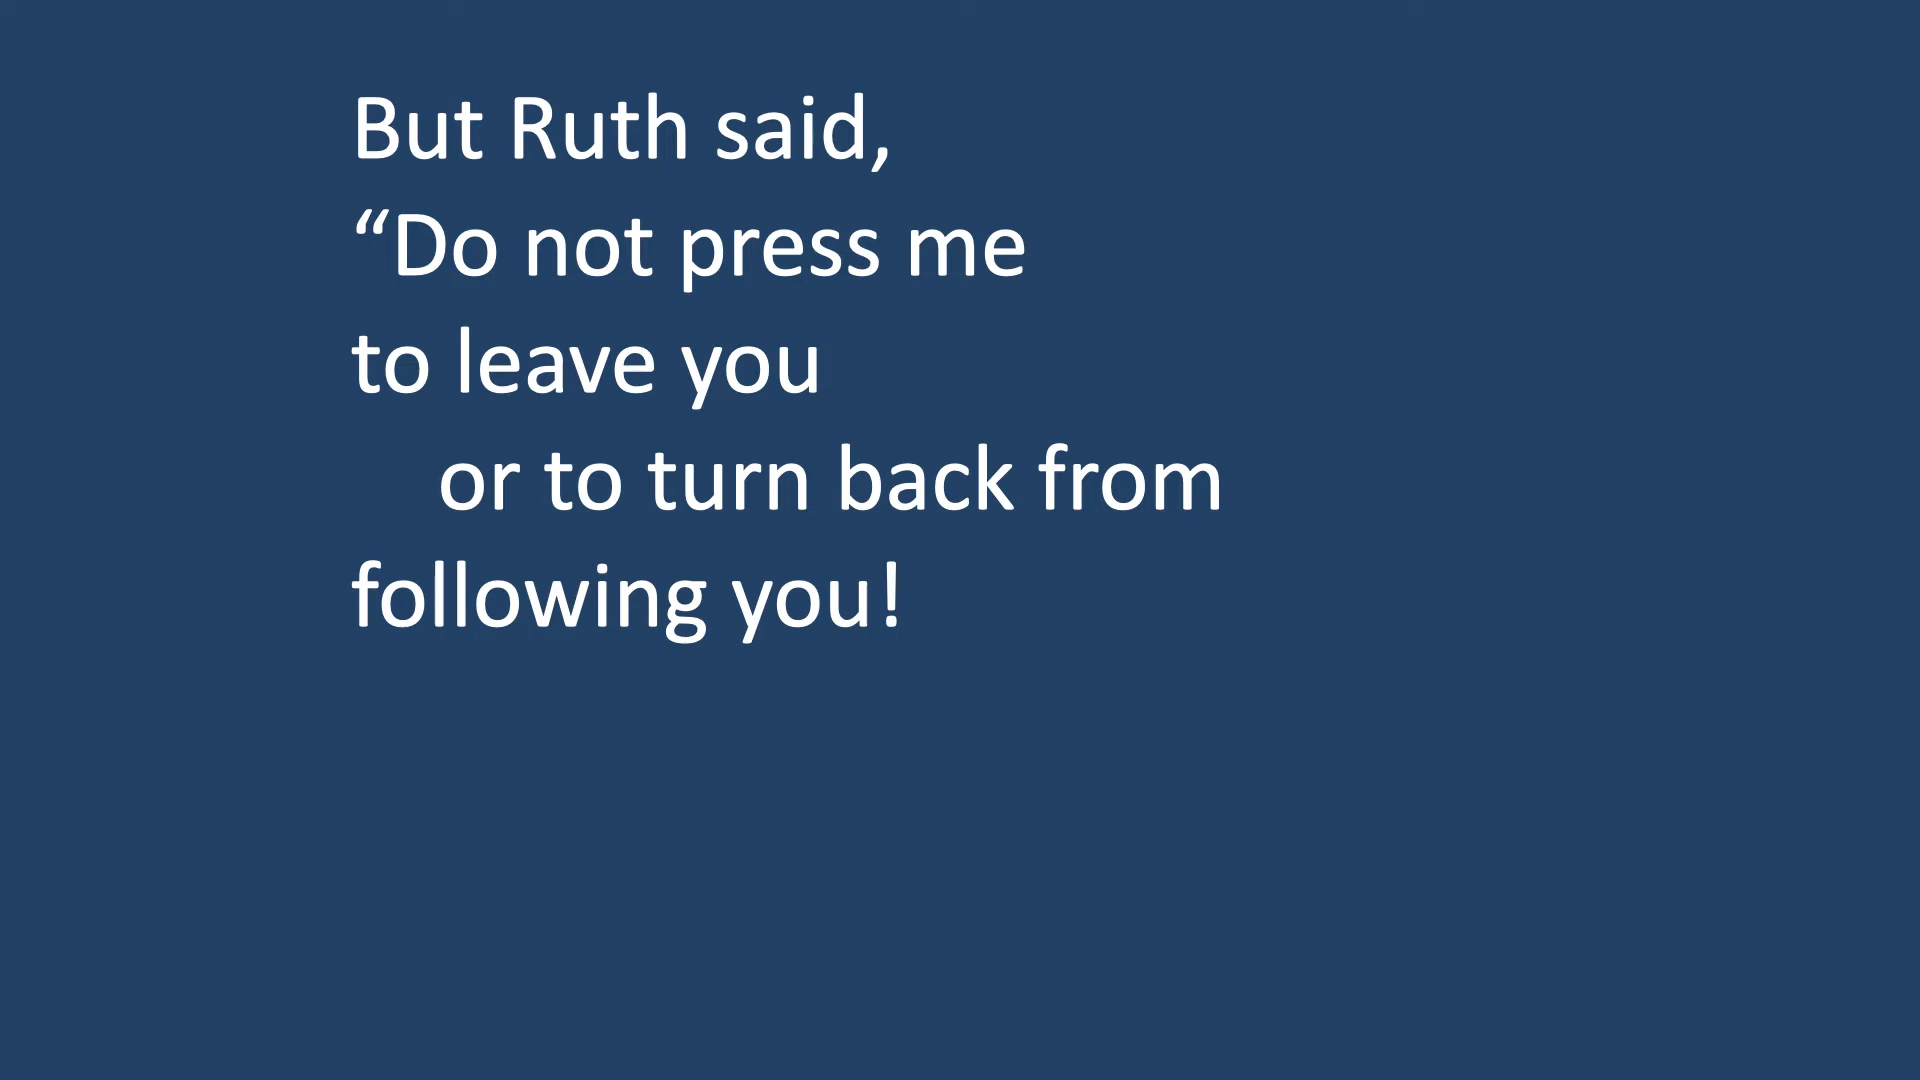 But Ruth said,
“Do not press me
to leave you
or to turn back from
following you!